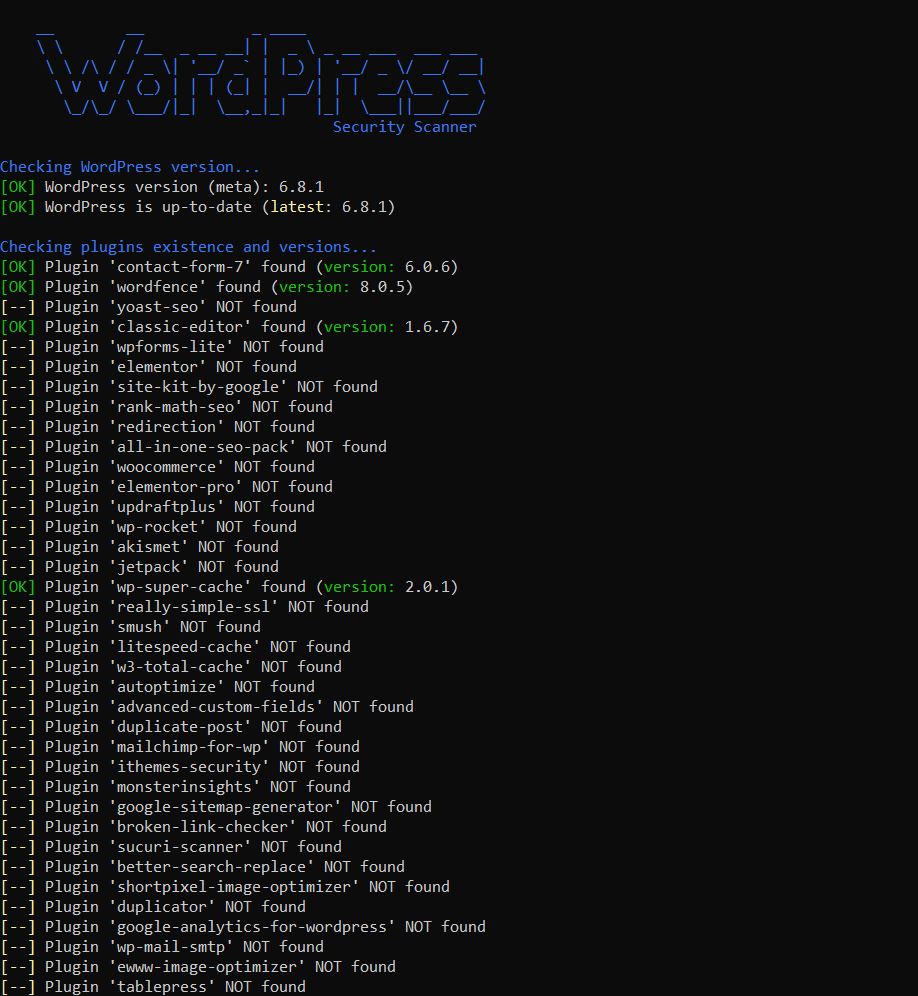 WordPress
Security Scanner
Checking WordPress version...
[OK] WordPress version (meta): 6.8.1
[OK] WordPress is up-to-date (latest: 6.8.1)
Checking plugins existence and versions...
[OK] Plugin 'contact-form-7' found (version: 6.0.6)
[OK] Plugin 'wordfence' found (version: 8.0.5)
[--] Plugin 'yoast-seo' NOT found
[OK] Plugin 'classic-editor' found (version: 1.6.7)
[--] Plugin 'wpforms-lite' NOT found
[--] Plugin 'elementor' NOT found
[--] Plugin 'site-kit-by-google' NOT found
[--] Plugin 'rank-math-seo' NOT found
[--] Plugin 'redirection' NOT found
[--] Plugin 'all-in-one-seo-pack' NOT found
[--] Plugin 'woocommerce' NOT found
[--] Plugin 'elementor-pro' NOT found
[--] Plugin 'updraftplus' NOT found
[--] Plugin 'wp-rocket' NOT found
[--] Plugin 'akismet' NOT found
[--] Plugin 'jetpack' NOT found
[OK] Plugin 'wp-super-cache' found (version: 2.0.1)
[--] Plugin 'really-simple-ssl' NOT found
[--] Plugin 'smush' NOT found
[--] Plugin 'litespeed-cache' NOT found
[--] Plugin 'w3-total-cache' NOT found
[--] Plugin 'autoptimize' NOT found
[--] Plugin 'advanced-custom-fields' NOT found
[--] Plugin 'duplicate-post' NOT found
[--] Plugin 'mailchimp-for-wp' NOT found
[--] Plugin 'ithemes-security' NOT found
[--] Plugin 'monsterinsights' NOT found
[--] Plugin 'google-sitemap-generator' NOT found
[--] Plugin 'broken-link-checker' NOT found
[--] Plugin 'sucuri-scanner' NOT found
[--] Plugin 'better-search-replace' NOT found
[--] Plugin 'shortpixel-image-optimizer' NOT found
[--] Plugin 'duplicator' NOT found
[--] Plugin 'google-analytics-for-wordpress' NOT found
[--] Plugin 'wp-mail-smtp' NOT found
[--] Plugin 'ewww-image-optimizer' NOT found
[--] Plugin 'tablepress' NOT found